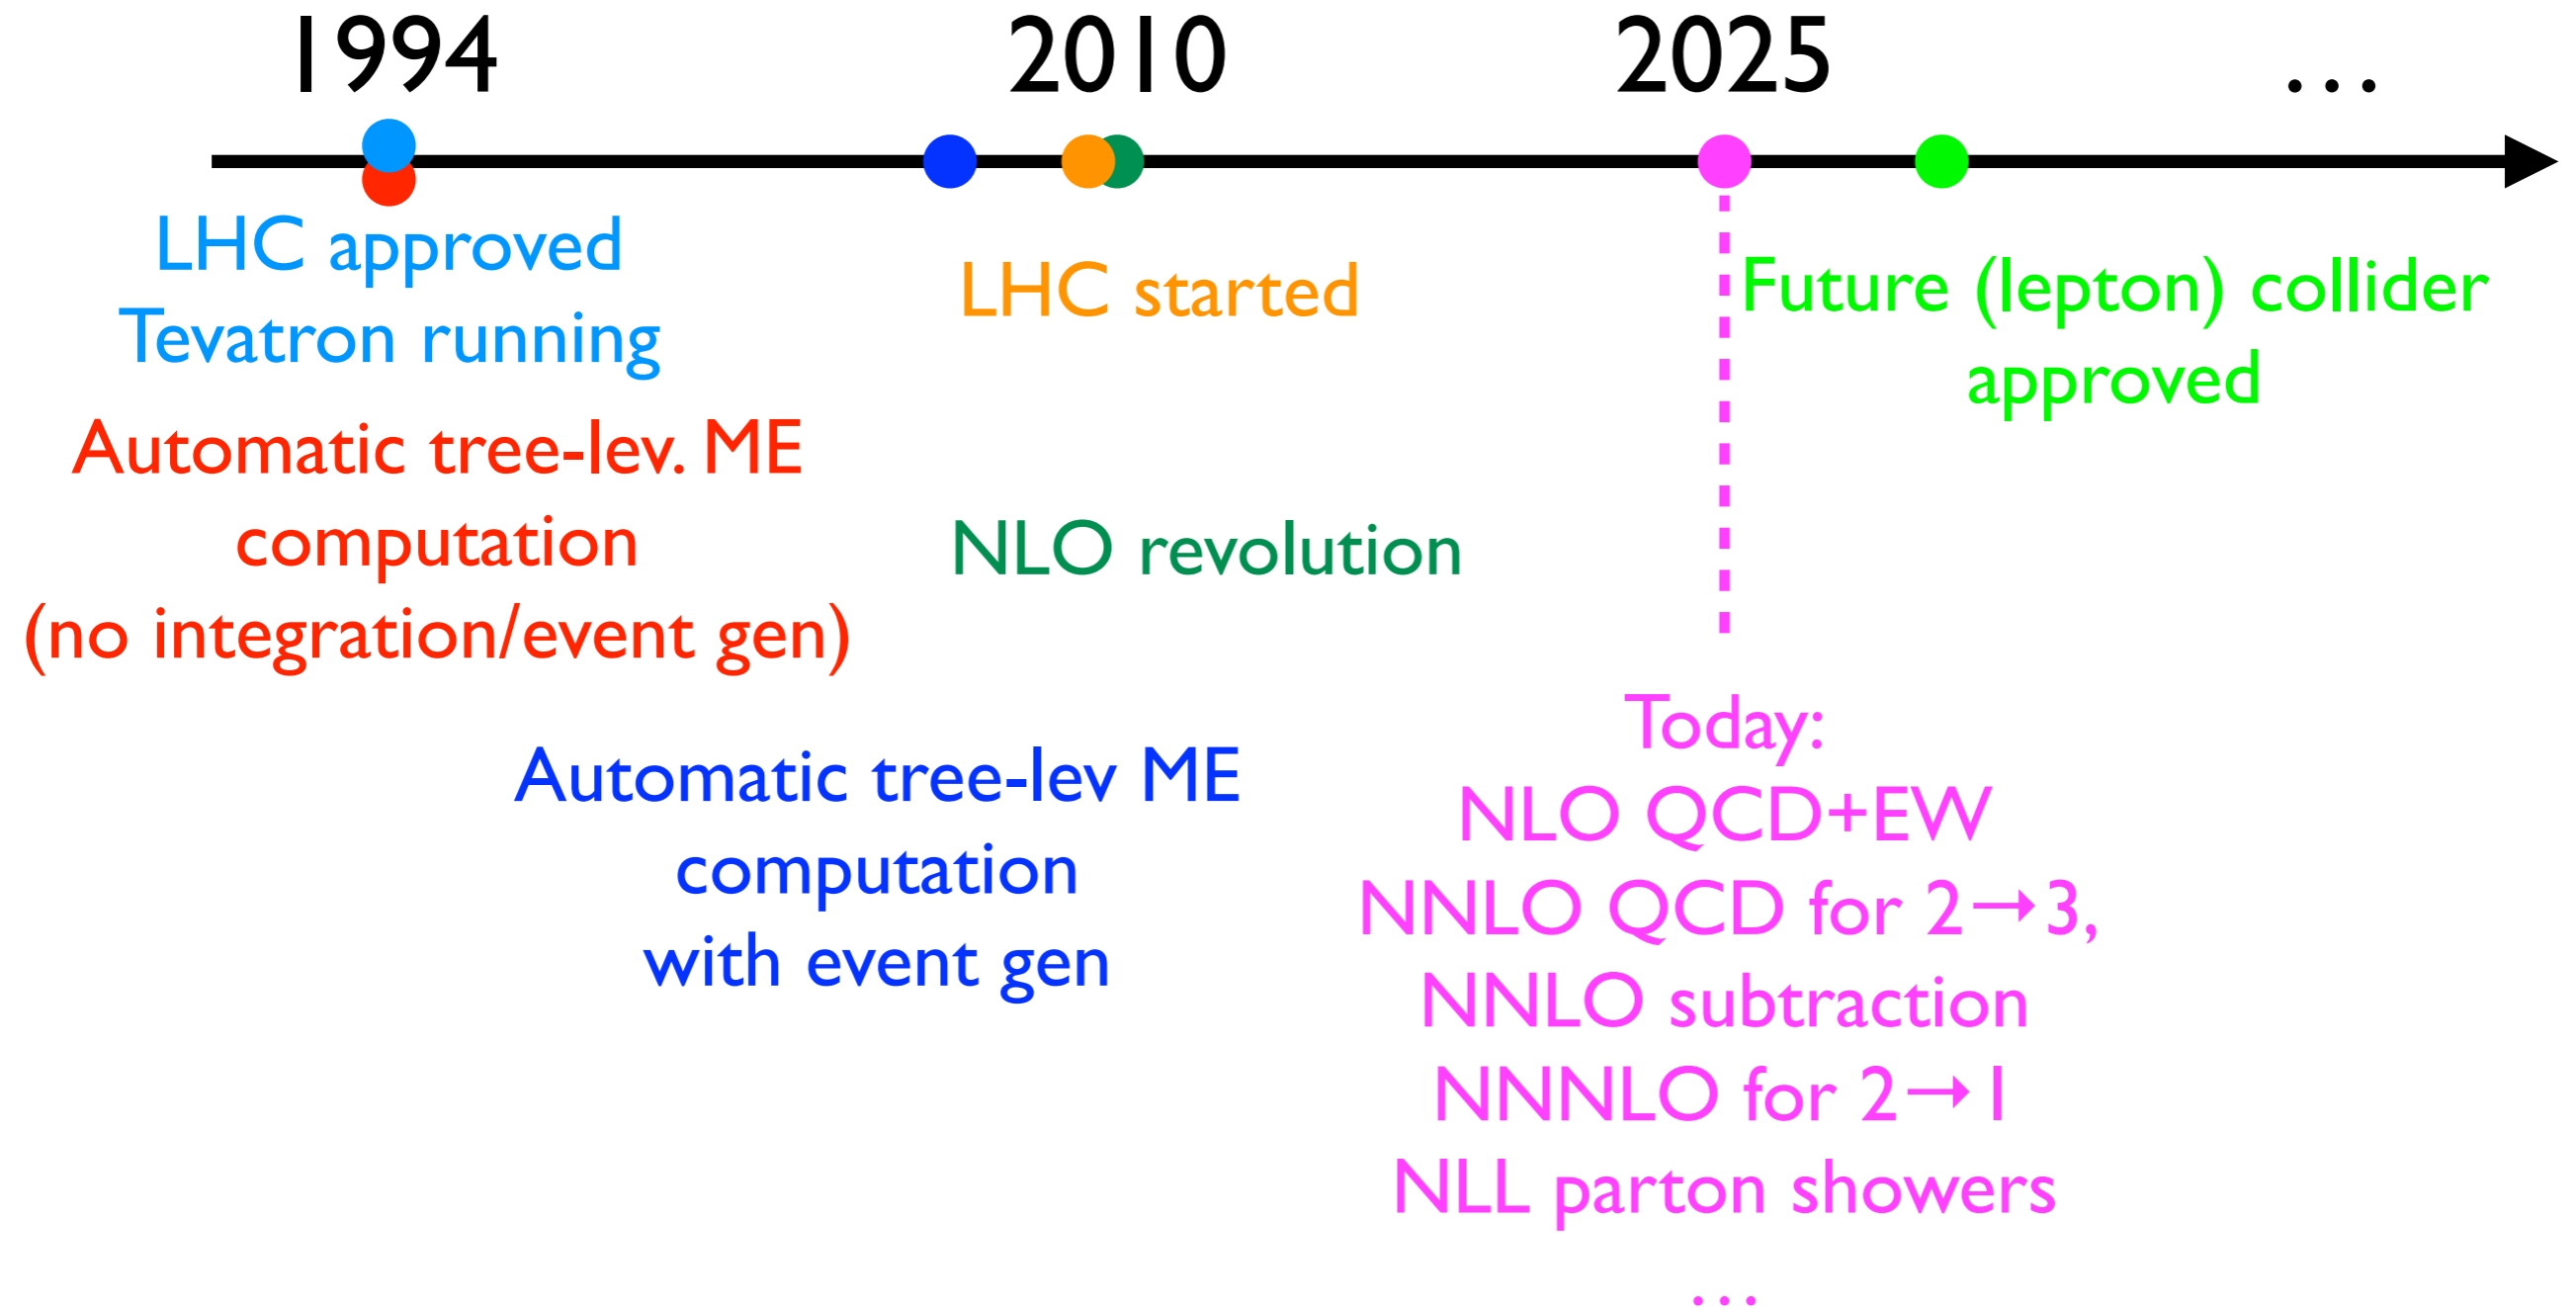 1994
2010
2025
...
LHC approved
Tevatron running
Automatic tree-lev. ME
computation
(no integration/event gen)
Automatic tree-lev ME
computation
with event gen
LHC started
NLO revolution
Today:
NLO QCD+EW
NNLO QCD for 2→3,
NNLO subtraction
NNNLO for 2→1
NLL parton showers
...
Future (lepton) collider
approved